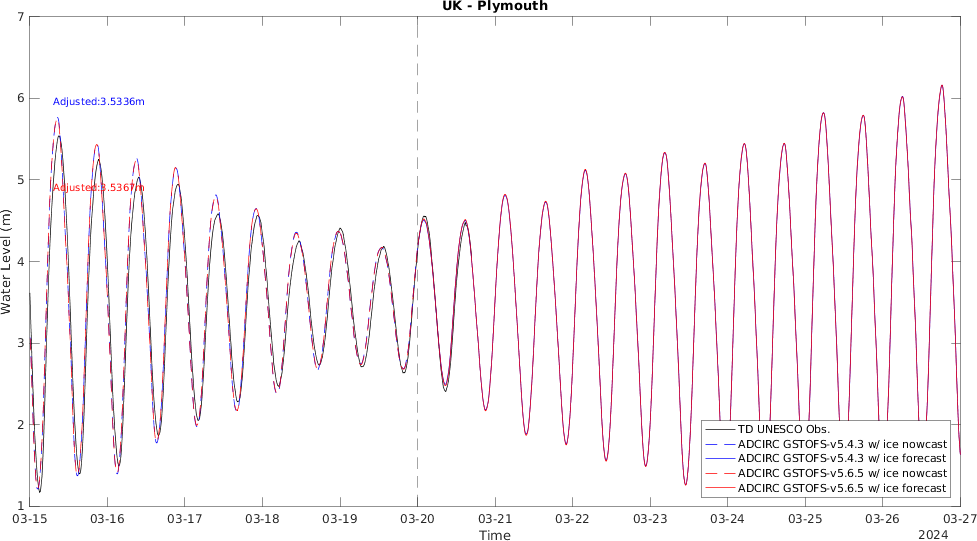 UK - Plymouth
7
6
5
4
3
2
1
Water Level (m)
Adjusted:3.5336m
Adjusted:3.5367m
TD UNESCO Obs.
ADCIRC GSTOFS-v5.4.3 w/ ice nowcast
ADCIRC GSTOFS-v5.4.3 w/ ice forecast
ADCIRC GSTOFS-v5.6.5 w/ ice nowcast
ADCIRC GSTOFS-v5.6.5 w/ ice forecast
03-15 03-16 03-17 03-18 03-19 03-20 03-21 03-22 03-23 03-24 03-25 03-26 03-27
Time
2024